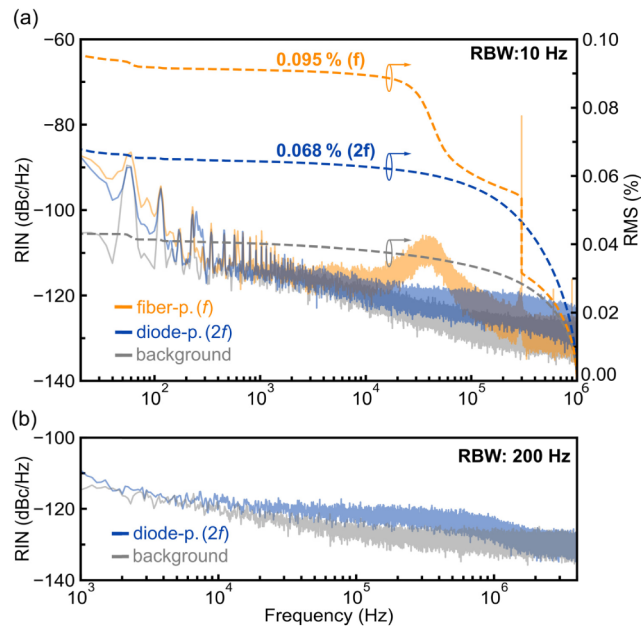 (a)
RBW:10 Hz
0.095 % (f)
0.068 % (2f)
−60
−80
−100
−120
−140
RIN (dBc/Hz)
0.10
0.08
0.06
0.04
0.02
0.00
RMS (%)
fiber-p. (f)
diode-p. (2f)
background
10²
10³
10⁴
10⁵
10⁶
(b)
RBW: 200 Hz
−100
−120
−140
RIN (dBc/Hz)
diode-p. (2f)
background
10³
10⁴
10⁵
10⁶
Frequency (Hz)